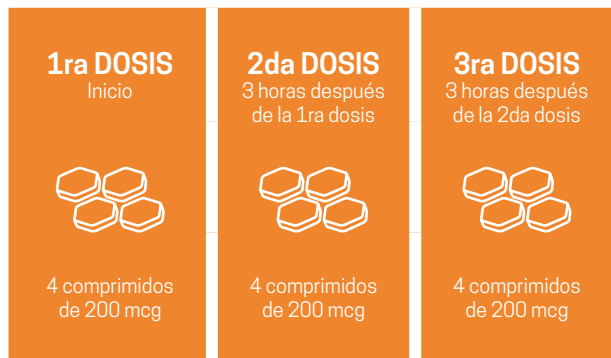 1ra DOSIS
Inicio
4 comprimidos
de 200 mcg
2da DOSIS
3 horas después
de la 1ra dosis
4 comprimidos
de 200 mcg
3ra DOSIS
3 horas después
de la 2da dosis
4 comprimidos
de 200 mcg